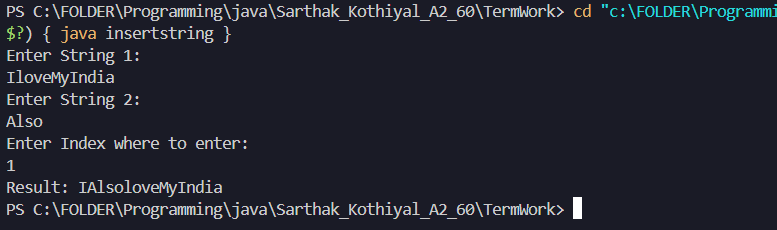 PS C:\FOLDER\Programming\java\Sarthak_Kothiyal_A2_60\TermWork> cd "c:\FOLDER\Programmi
$?) { java insertstring }
Enter String 1:
IloveMyIndia
Enter String 2:
Also
Enter Index where to enter:
1
Result: IAlsoloveMyIndia
PS C:\FOLDER\Programming\java\Sarthak_Kothiyal_A2_60\TermWork>